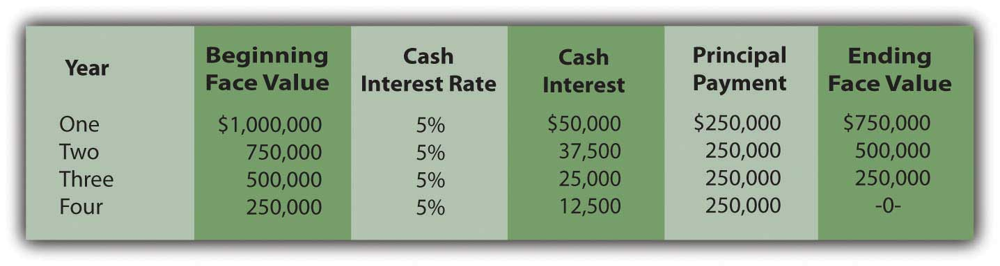 Year Beginning Face Value Cash Interest Rate Cash Interest Principal Payment Ending Face Value
One $1,000,000 5% $50,000 $250,000 $750,000
Two 750,000 5% 37,500 250,000 500,000
Three 500,000 5% 25,000 250,000 250,000
Four 250,000 5% 12,500 250,000 -0-